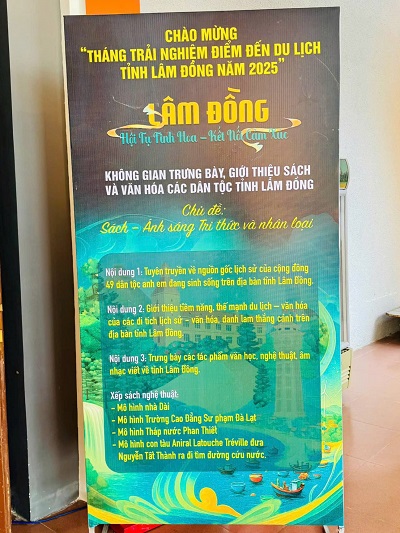 CHÀO MỪNG
“THÁNG TRẢI NGHIỆM ĐIỂM ĐẾN DU LỊCH
TỈNH LÂM ĐỒNG NĂM 2025”
LÂM ĐỒNG
Hội Tụ Tinh Hoa – Kết Nối Cảm Xúc
KHÔNG GIAN TRƯNG BÀY, GIỚI THIỆU SÁCH
VÀ VĂN HÓA CÁC DÂN TỘC TỈNH LÂM ĐỒNG
Chủ đề:
Sách – Ánh sáng Tri thức và nhân loại
Nội dung 1: Tuyên truyền về nguồn gốc lịch sử của cộng đồng
49 dân tộc anh em đang sinh sống trên địa bàn tỉnh Lâm Đồng.
Nội dung 2: Giới thiệu tiềm năng, thế mạnh du lịch – văn hóa
của các di tích lịch sử - văn hóa, danh lam thắng cảnh trên
địa bàn tỉnh Lâm Đồng.
Nội dung 3: Trưng bày các tác phẩm văn học, nghệ thuật, âm
nhạc viết về tỉnh Lâm Đồng.
Xếp sách nghệ thuật:
– Mô hình nhà Dài
– Mô hình Trường Cao Đẳng Sư phạm Đà Lạt
– Mô hình Tháp nước Phan Thiết
– Mô hình con tàu Aniral Latouche Tréville đưa
Nguyễn Tất Thành ra đi tìm đường cứu nước.